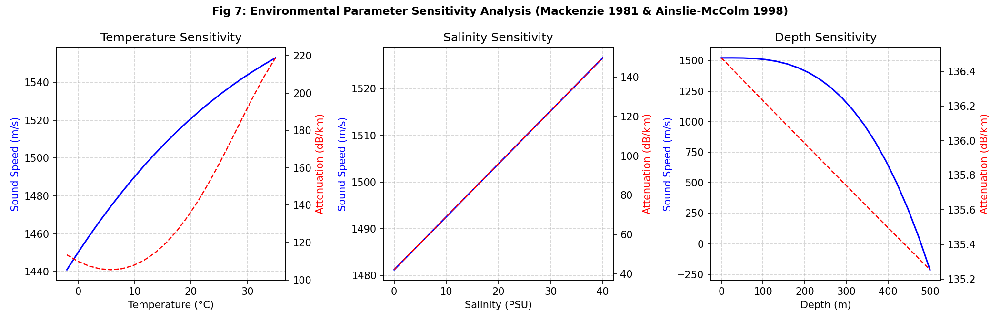 Fig 7: Environmental Parameter Sensitivity Analysis (Mackenzie 1981 & Ainslie-McColm 1998)
Temperature Sensitivity
Sound Speed (m/s)
1540
1520
1500
1480
1460
1440
220
200
180
160
140
120
100
Attenuation (dB/km)
0 10 20 30
Temperature (°C)
Salinity Sensitivity
Sound Speed (m/s)
1520
1510
1500
1490
1480
140
120
100
80
60
40
Attenuation (dB/km)
0 10 20 30 40
Salinity (PSU)
Depth Sensitivity
Sound Speed (m/s)
1500
1250
1000
750
500
250
0
−250
136.4
136.2
136.0
135.8
135.6
135.4
135.2
Attenuation (dB/km)
0 100 200 300 400 500
Depth (m)